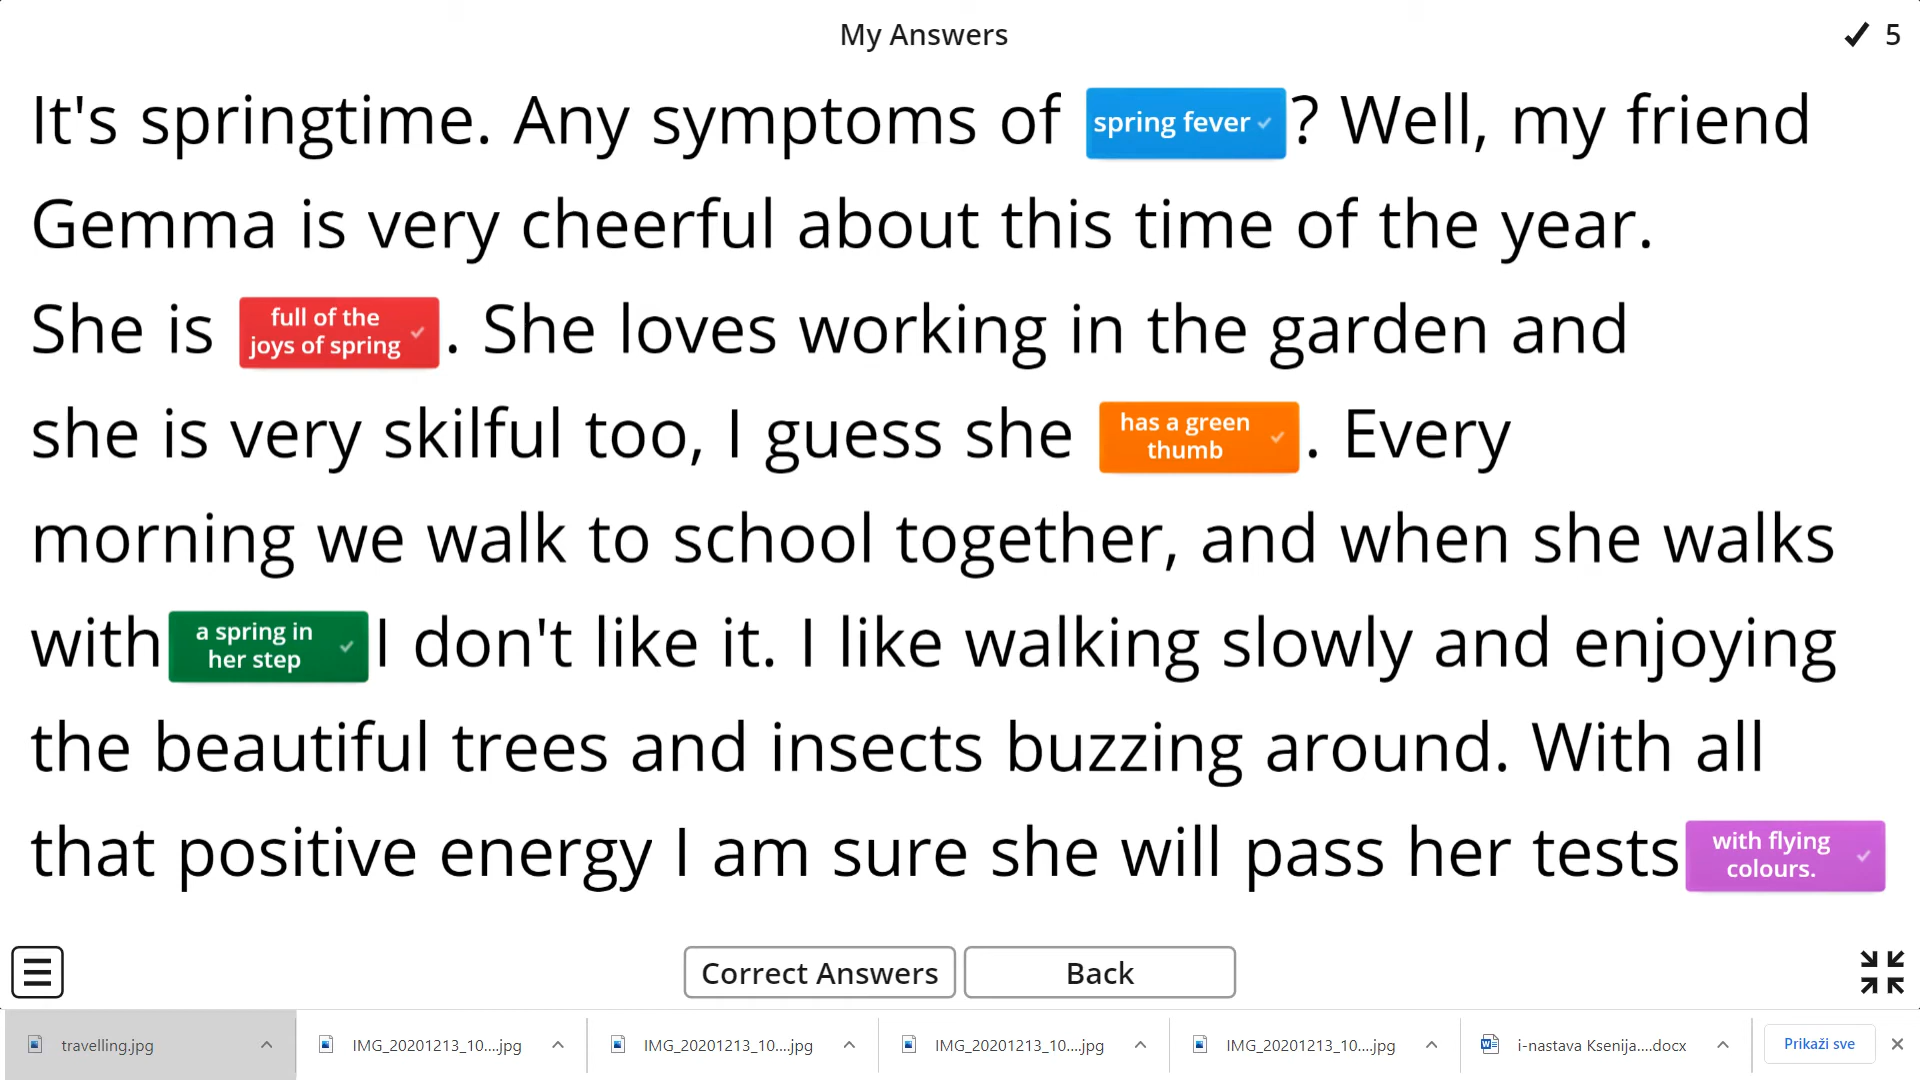 My Answers
5
It's springtime. Any symptoms of spring fever ? Well, my friend
Gemma is very cheerful about this time of the year.
She is full of the joys of spring . She loves working in the garden and
she is very skilful too, I guess she has a green thumb . Every
morning we walk to school together, and when she walks
with a spring in her step I don't like it. I like walking slowly and enjoying
the beautiful trees and insects buzzing around. With all
that positive energy I am sure she will pass her tests with flying colours.
Correct Answers Back
travelling.jpg IMG_20201213_10....jpg IMG_20201213_10....jpg IMG_20201213_10....jpg IMG_20201213_10....jpg i-nastava Ksenija....docx Prikaži sve